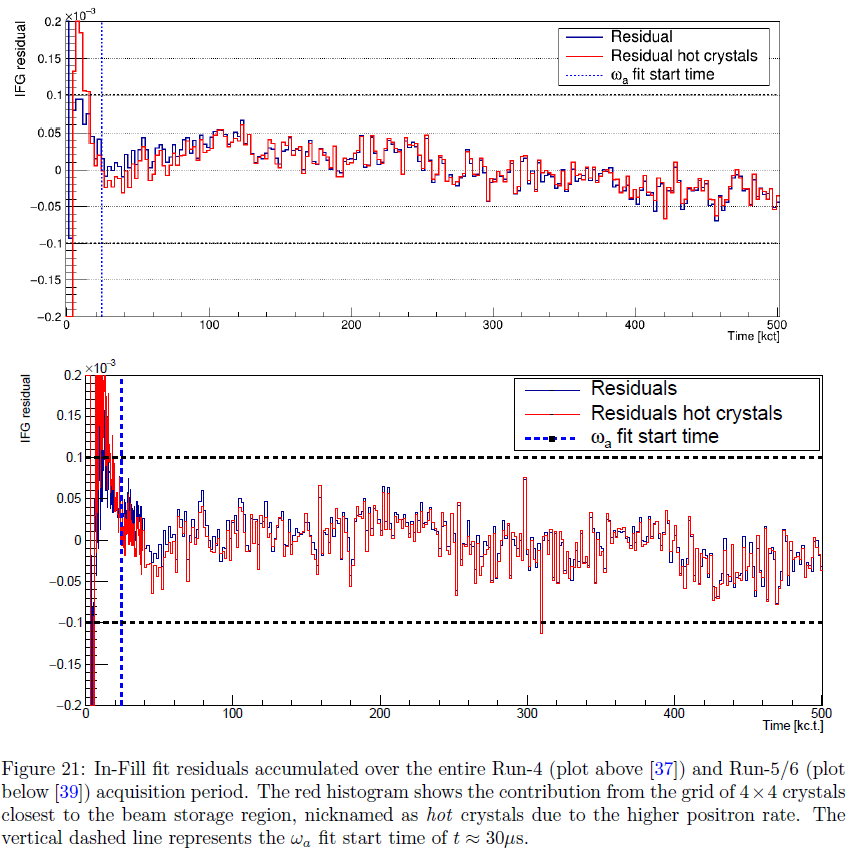 ×10⁻³
0.2
0.15
0.1
0.05
0
−0.05
−0.1
−0.15
−0.2
IFG residual
Residual
Residual hot crystals
ωa fit start time
0 100 200 300 400 500
Time [kct]
×10⁻³
0.2
0.15
0.1
0.05
0
−0.05
−0.1
−0.15
−0.2
IFG residual
Residuals
Residuals hot crystals
ωa fit start time
0 100 200 300 400 500
Time [kc.t.]
Figure 21: In-Fill fit residuals accumulated over the entire Run-4 (plot above [37]) and Run-5/6 (plot
below [39]) acquisition period. The red histogram shows the contribution from the grid of 4×4 crystals
closest to the beam storage region, nicknamed as hot crystals due to the higher positron rate. The
vertical dashed line represents the ωa fit start time of t ≈ 30μs.